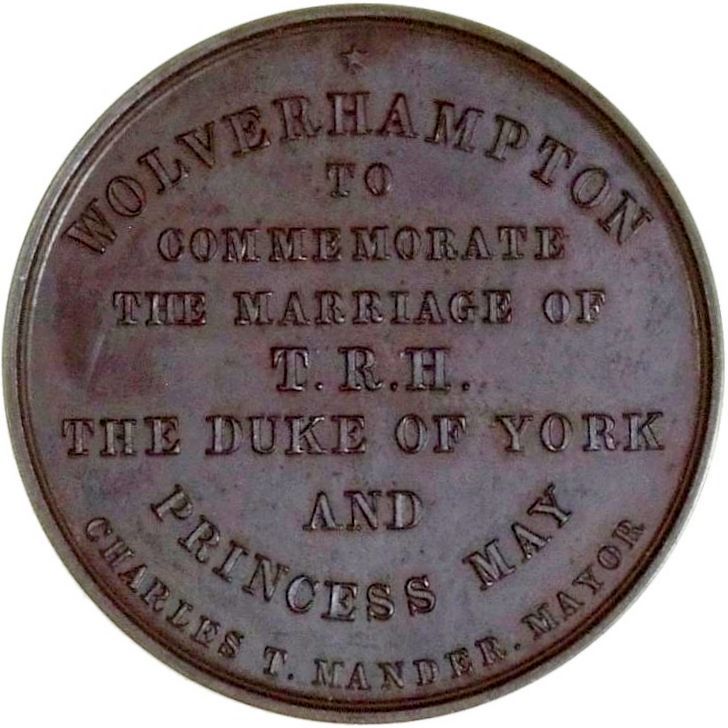 WOLVERHAMPTON
TO
COMMEMORATE
THE MARRIAGE OF
T.R.H.
THE DUKE OF YORK
AND
PRINCESS MAY
CHARLES T. MANDER. MAYOR